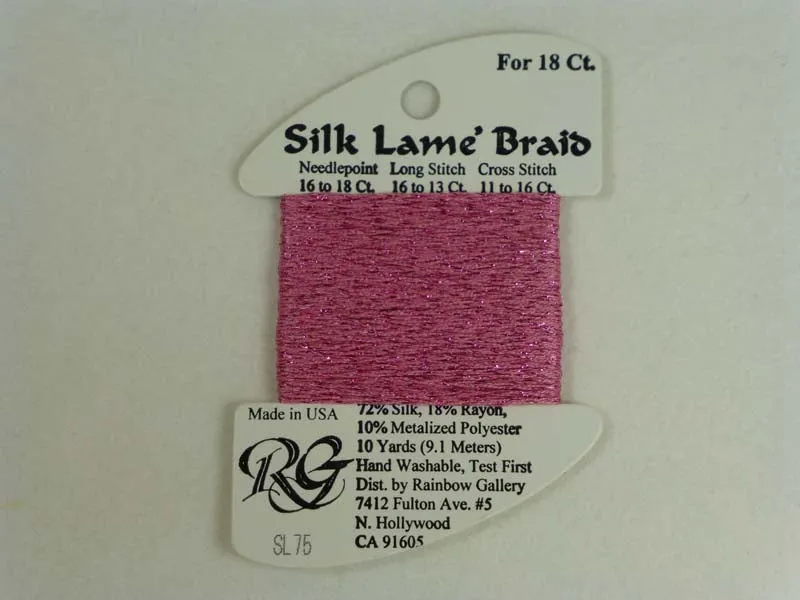 For 18 Ct.
Silk Lamé Braid
Needlepoint Long Stitch Cross Stitch
16 to 18 Ct. 16 to 13 Ct. 11 to 16 Ct.
Made in USA
72% Silk, 18% Rayon,
10% Metalized Polyester
10 Yards (9.1 Meters)
RG
Hand Washable, Test First
Dist. by Rainbow Gallery
7412 Fulton Ave. #5
N. Hollywood
SL75
CA 91605